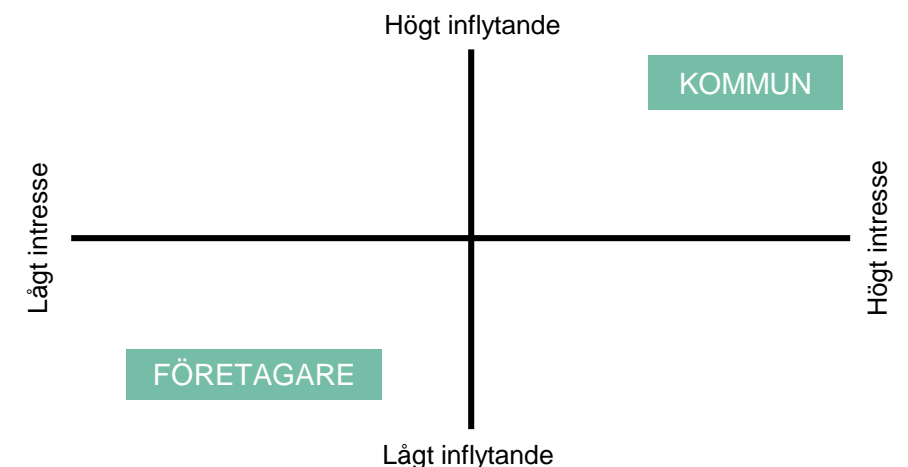 Högt inflytande
KOMMUN
Lågt intresse
Högt intresse
FÖRETAGARE
Lågt inflytande